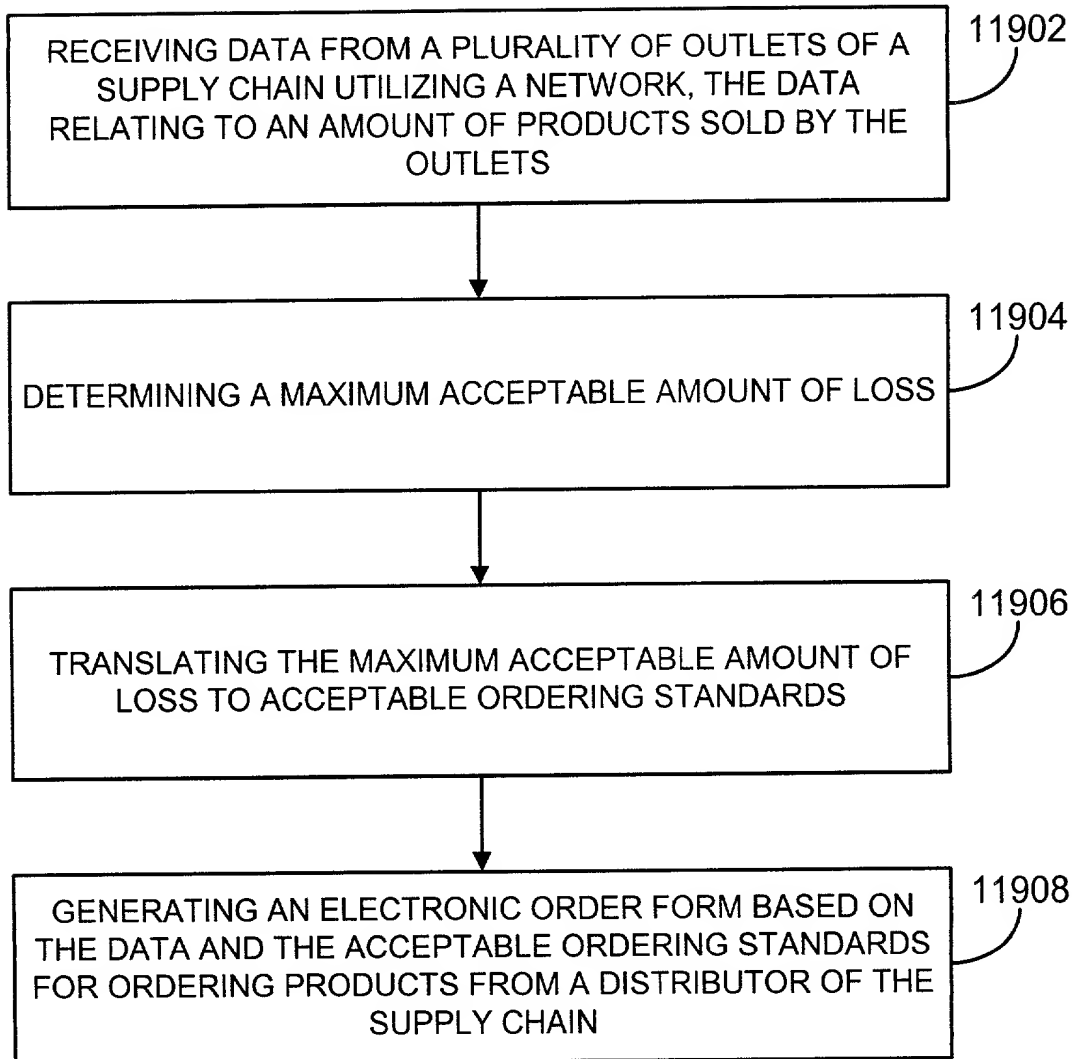 RECEIVING DATA FROM A PLURALITY OF OUTLETS OF A
SUPPLY CHAIN UTILIZING A NETWORK, THE DATA
RELATING TO AN AMOUNT OF PRODUCTS SOLD BY THE
OUTLETS
11902
DETERMINING A MAXIMUM ACCEPTABLE AMOUNT OF LOSS
11904
TRANSLATING THE MAXIMUM ACCEPTABLE AMOUNT OF
LOSS TO ACCEPTABLE ORDERING STANDARDS
11906
GENERATING AN ELECTRONIC ORDER FORM BASED ON
THE DATA AND THE ACCEPTABLE ORDERING STANDARDS
FOR ORDERING PRODUCTS FROM A DISTRIBUTOR OF THE
SUPPLY CHAIN
11908